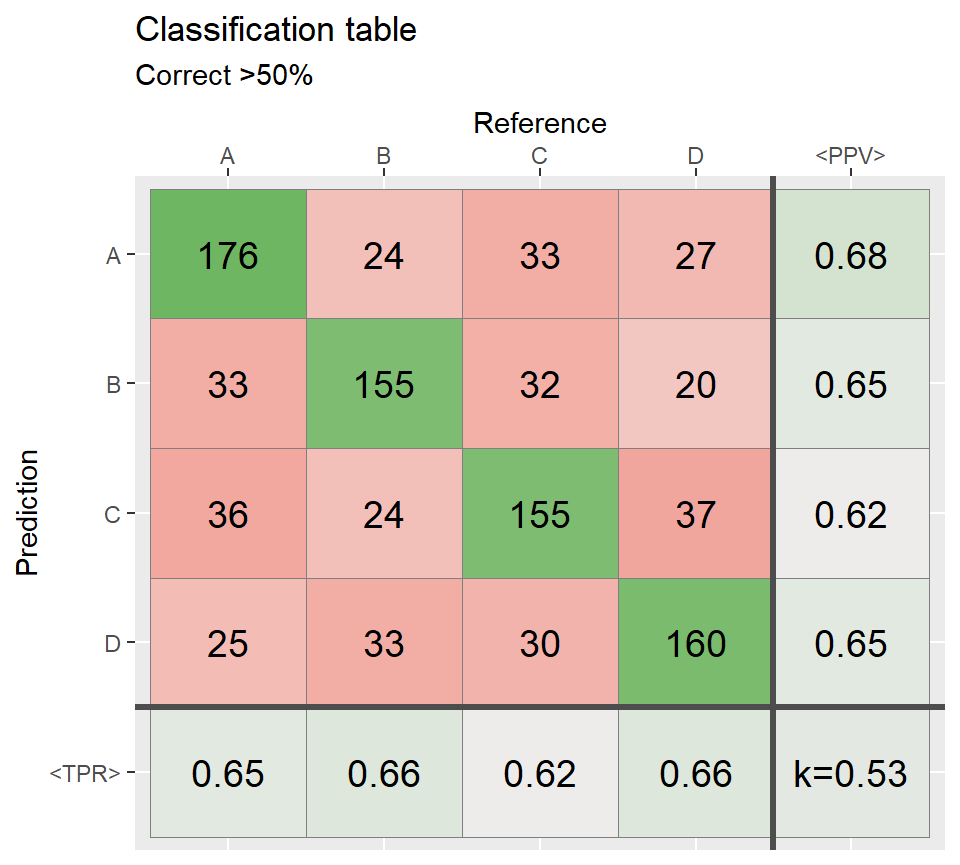 Classification table
Correct >50%
Reference
A B C D <PPV>
A 176 24 33 27 0.68
B 33 155 32 20 0.65
C 36 24 155 37 0.62
D 25 33 30 160 0.65
<TPR> 0.65 0.66 0.62 0.66 k=0.53
Prediction